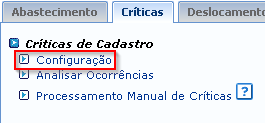 Abastecimento Críticas Deslocamento
Críticas de Cadastro
Configuração
Analisar Ocorrências
Processamento Manual de Críticas ?